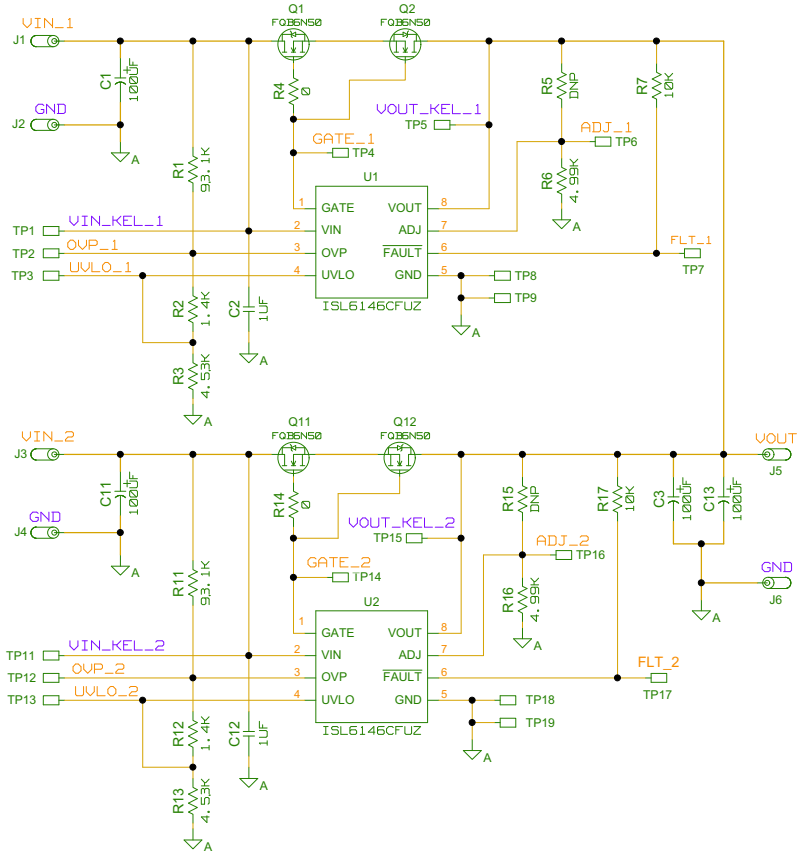 VIN_1
J1
Q1
FQB6N50
Q2
FQB6N50
C1
100UF
R4
0
R5
DNP
R7
10K
GND
J2
VOUT_KEL_1
TP5
A
GATE_1
TP4
ADJ_1
TP6
R1
93.1K
R6
4.99K
U1
1
GATE
VOUT
8
A
VIN_KEL_1
TP1
2
VIN
ADJ
7
OVP_1
TP2
3
OVP
FAULT
6
FLT_1
TP7
UVLO_1
TP3
4
UVLO
GND
5
TP8
TP9
ISL6146CFUZ
A
R2
1.4K
C2
1UF
A
R3
4.53K
A
VIN_2
J3
Q11
FQB6N50
Q12
FQB6N50
VOUT
J5
C11
100UF
R14
0
R15
DNP
R17
10K
C3
100UF
C13
100UF
GND
J4
VOUT_KEL_2
TP15
A
GATE_2
TP14
ADJ_2
TP16
GND
J6
A
R11
93.1K
R16
4.99K
U2
1
GATE
VOUT
8
A
VIN_KEL_2
TP11
2
VIN
ADJ
7
OVP_2
TP12
3
OVP
FAULT
6
FLT_2
TP17
UVLO_2
TP13
4
UVLO
GND
5
TP18
TP19
ISL6146CFUZ
A
R12
1.4K
C12
1UF
A
R13
4.53K
A